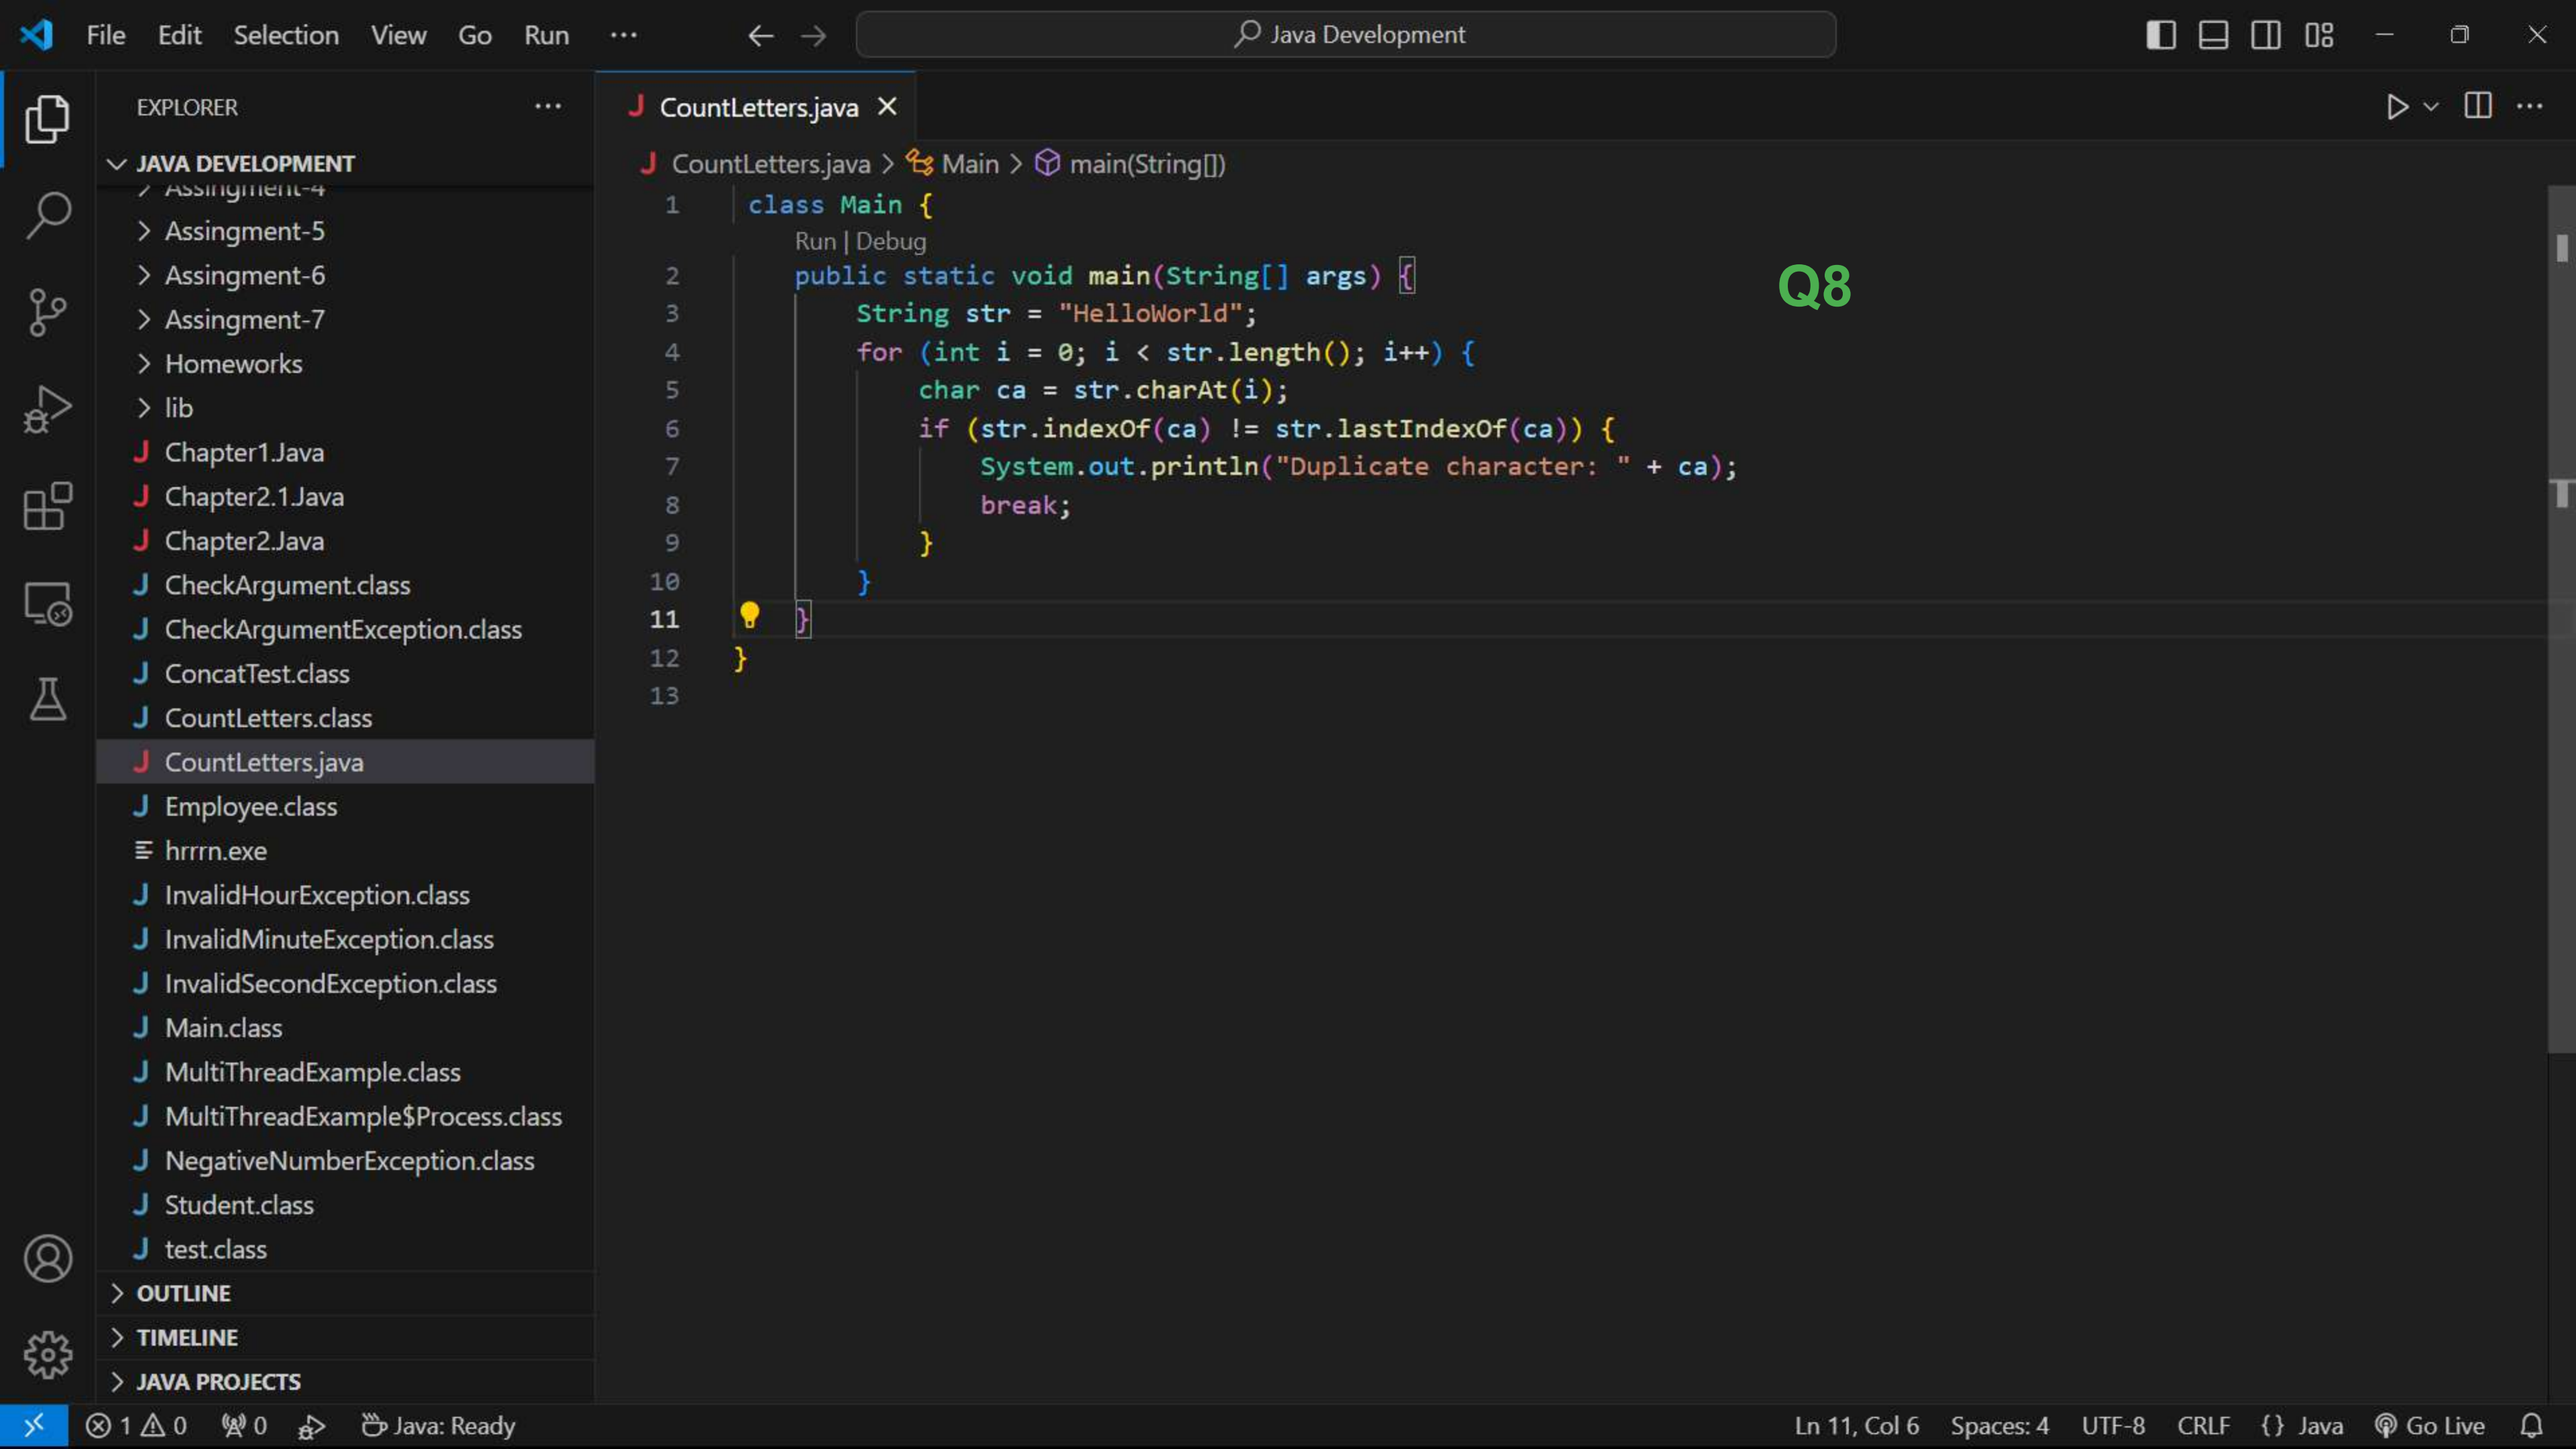 File Edit Selection View Go Run ··· Java Development
EXPLORER ···
JAVA DEVELOPMENT
Assingment-4
Assingment-5
Assingment-6
Assingment-7
Homeworks
lib
Chapter1.Java
Chapter2.1.Java
Chapter2.Java
CheckArgument.class
CheckArgumentException.class
ConcatTest.class
CountLetters.class
CountLetters.java
Employee.class
hrrrn.exe
InvalidHourException.class
InvalidMinuteException.class
InvalidSecondException.class
Main.class
MultiThreadExample.class
MultiThreadExample$Process.class
NegativeNumberException.class
Student.class
test.class
OUTLINE
TIMELINE
JAVA PROJECTS
J CountLetters.java ×
J CountLetters.java > Main > main(String[])
1 class Main {
Run | Debug
2 public static void main(String[] args) {
3 String str = "HelloWorld";
4 for (int i = 0; i < str.length(); i++) {
5 char ca = str.charAt(i);
6 if (str.indexOf(ca) != str.lastIndexOf(ca)) {
7 System.out.println("Duplicate character: " + ca);
8 break;
9 }
10 }
11 }
12 }
13
Q8
1 0 0 Java: Ready Ln 11, Col 6 Spaces: 4 UTF-8 CRLF {} Java Go Live